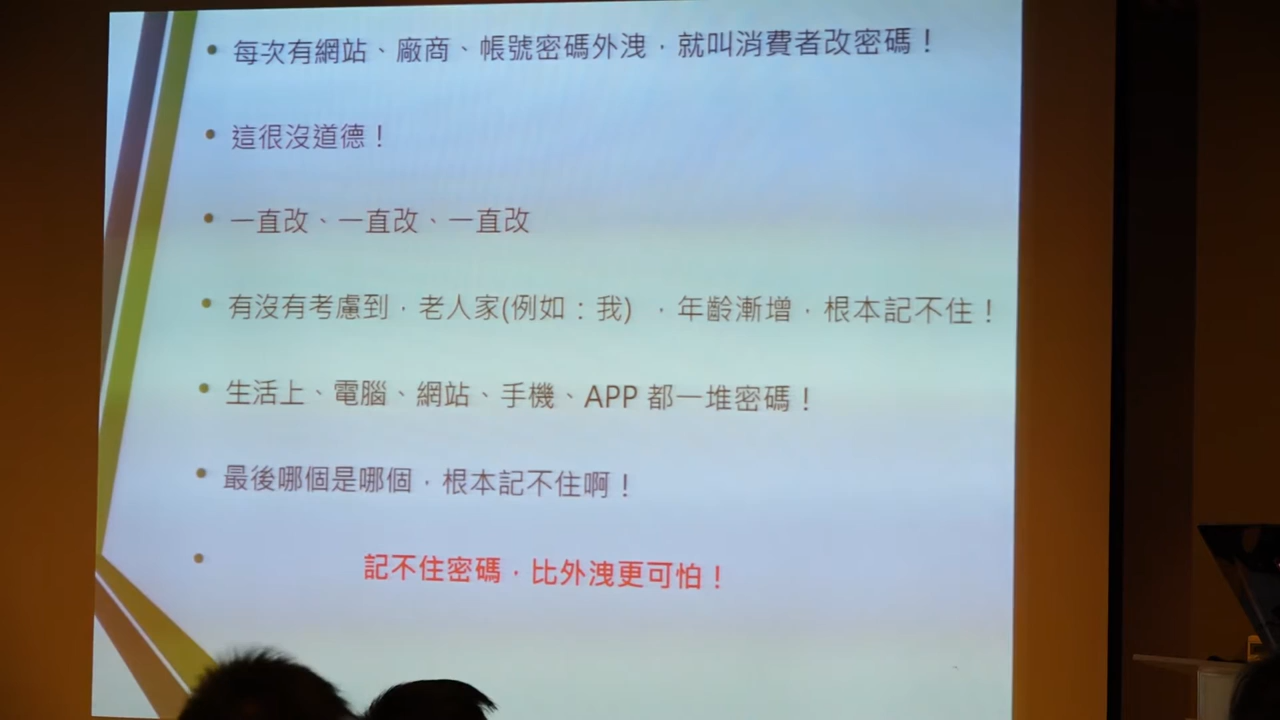 • 每次有網站、廠商、帳號密碼外洩，就叫消費者改密碼！
• 這很沒道德！
• 一直改、一直改、一直改
• 有沒有考慮到，老人家(例如：我)，年齡漸增，根本記不住！
• 生活上、電腦、網站、手機、APP 都一堆密碼！
• 最後哪個是哪個，根本記不住啊！
• 記不住密碼，比外洩更可怕！